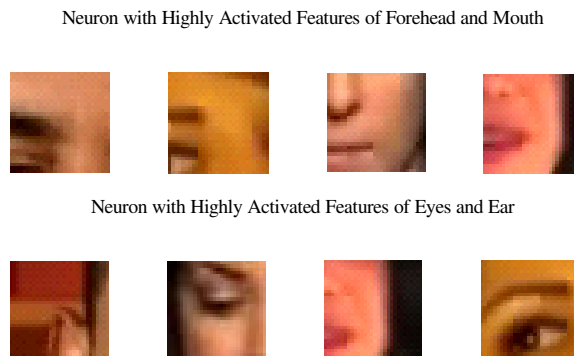 Neuron with Highly Activated Features of Forehead and Mouth
Neuron with Highly Activated Features of Eyes and Ear